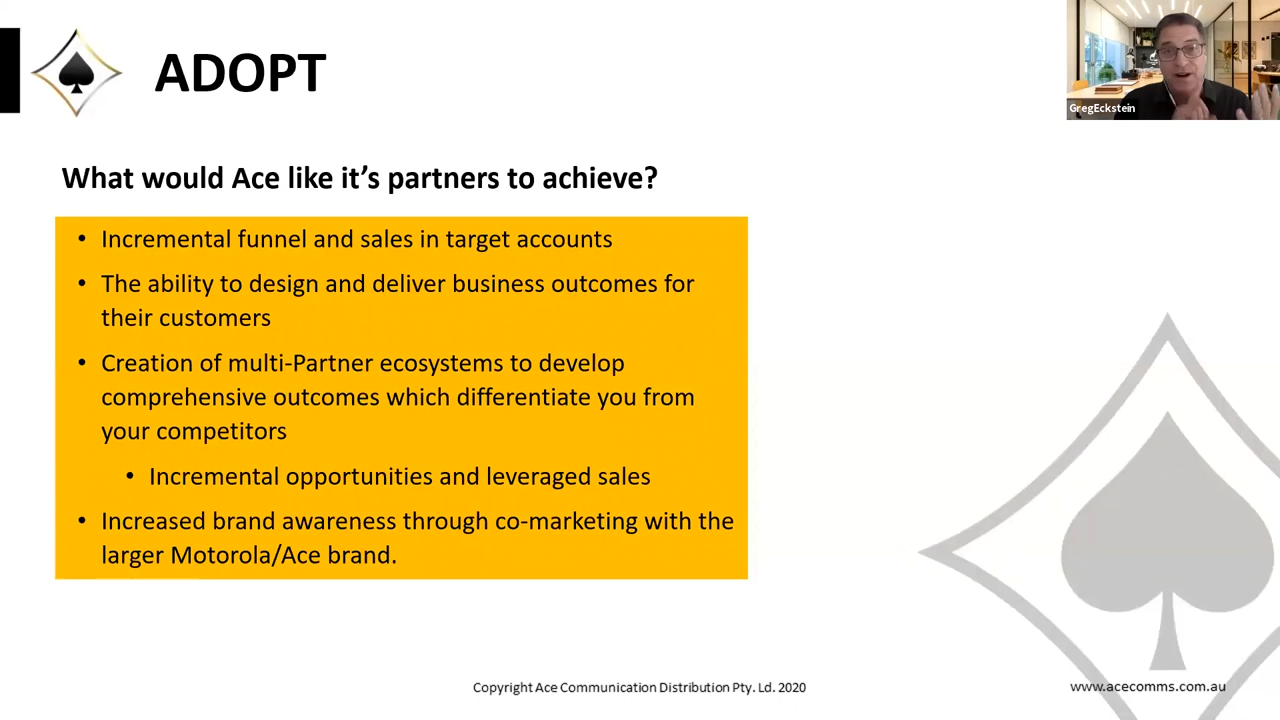 ADOPT
GregEckstein
What would Ace like it’s partners to achieve?
• Incremental funnel and sales in target accounts
• The ability to design and deliver business outcomes for
their customers
• Creation of multi-Partner ecosystems to develop
comprehensive outcomes which differentiate you from
your competitors
• Incremental opportunities and leveraged sales
• Increased brand awareness through co-marketing with the
larger Motorola/Ace brand.
Copyright Ace Communication Distribution Pty. Ld. 2020
www.acecomms.com.au